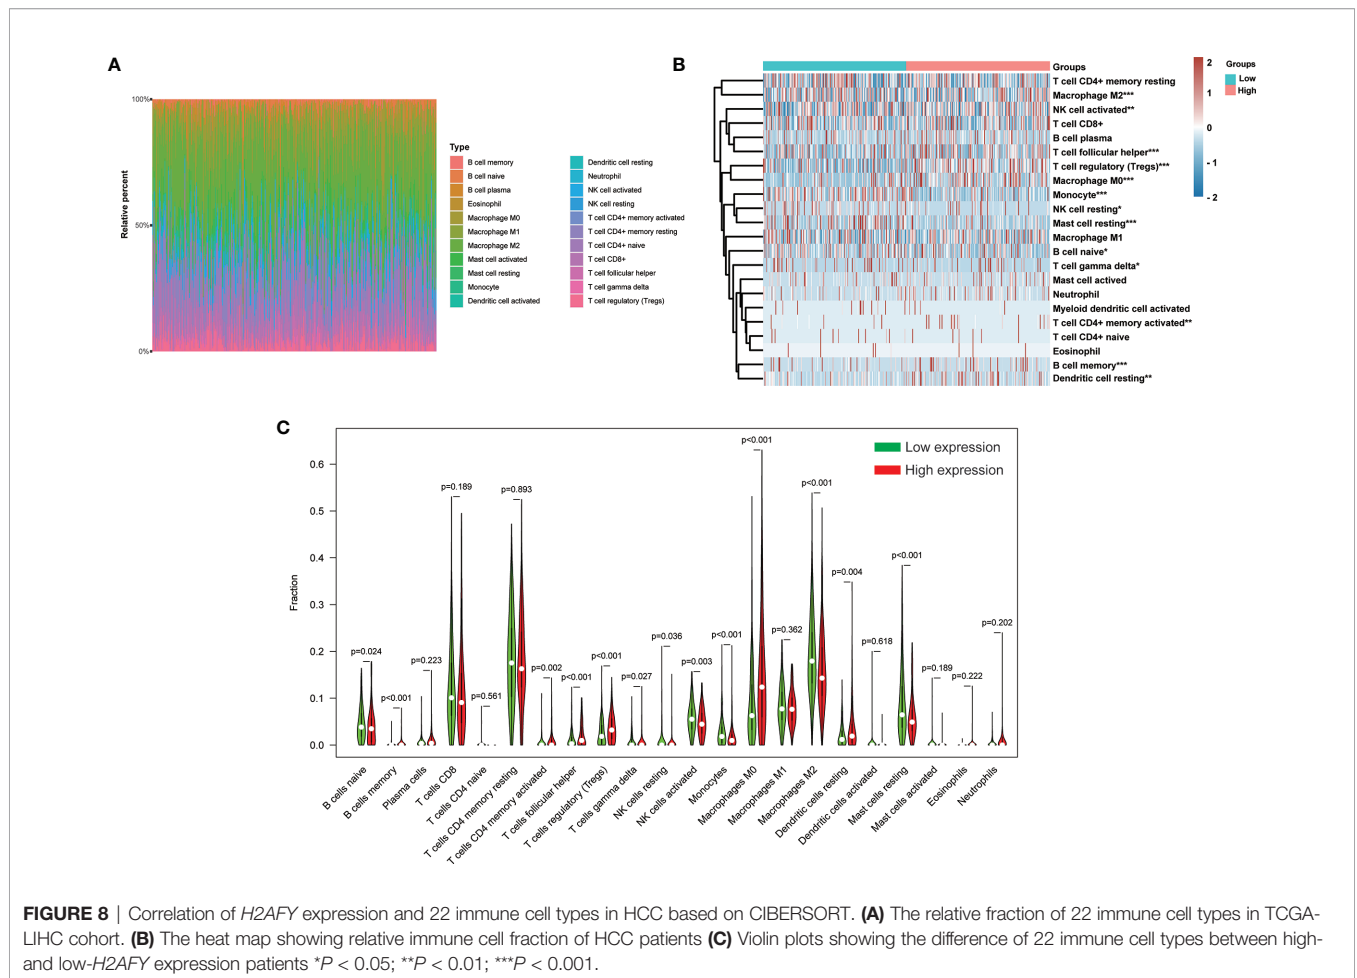 A
100%
50%
0%
Relative percent
Type
B cell memory
B cell naive
B cell plasma
Eosinophil
Macrophage M0
Macrophage M1
Macrophage M2
Mast cell activated
Mast cell resting
Monocyte
Dendritic cell activated
Dendritic cell resting
Neutrophil
NK cell activated
NK cell resting
T cell CD4+ memory activated
T cell CD4+ memory resting
T cell CD4+ naive
T cell CD8+
T cell follicular helper
T cell gamma delta
T cell regulatory (Tregs)
B
Groups
T cell CD4+ memory resting
Macrophage M2***
NK cell activated**
T cell CD8+
B cell plasma
T cell follicular helper***
T cell regulatory (Tregs)***
Macrophage M0***
Monocyte***
NK cell resting*
Mast cell resting***
Macrophage M1
B cell naive*
T cell gamma delta*
Mast cell actived
Neutrophil
Myeloid dendritic cell activated
T cell CD4+ memory activated**
T cell CD4+ naive
Eosinophil
B cell memory***
Dendritic cell resting**
2
1
0
- 1
- 2
Groups
Low
High
C
Fraction
0.6
0.5
0.4
0.3
0.2
0.1
0.0
Low expression
High expression
p=0.024
p<0.001
p=0.223
p=0.189
p=0.561
p=0.893
p=0.002
p<0.001
p<0.001
p=0.027
p=0.036
p=0.003
p<0.001
p<0.001
p=0.362
p<0.001
p=0.004
p=0.618
p<0.001
p=0.189
p=0.222
p=0.202
B cells naive
B cells memory
Plasma cells
T cells CD8
T cells CD4 naive
T cells CD4 memory resting
T cells CD4 memory activated
T cells follicular helper
T cells regulatory (Tregs)
T cells gamma delta
NK cells resting
NK cells activated
Monocytes
Macrophages M0
Macrophages M1
Macrophages M2
Dendritic cells resting
Dendritic cells activated
Mast cells resting
Mast cells activated
Eosinophils
Neutrophils
FIGURE 8 | Correlation of H2AFY expression and 22 immune cell types in HCC based on CIBERSORT. (A) The relative fraction of 22 immune cell types in TCGA-
LIHC cohort. (B) The heat map showing relative immune cell fraction of HCC patients (C) Violin plots showing the difference of 22 immune cell types between high-
and low-H2AFY expression patients *P < 0.05; **P < 0.01; ***P < 0.001.